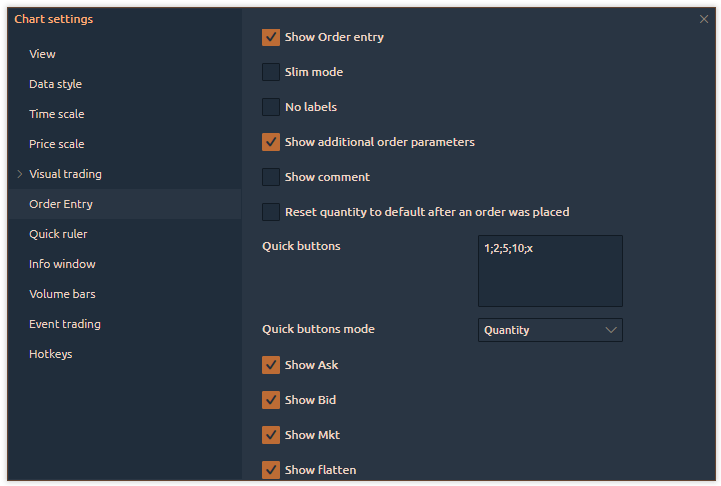 Chart settings
View
Data style
Time scale
Price scale
Visual trading
Order Entry
Quick ruler
Info window
Volume bars
Event trading
Hotkeys
Show Order entry
Slim mode
No labels
Show additional order parameters
Show comment
Reset quantity to default after an order was placed
Quick buttons
1;2;5;10;x
Quick buttons mode
Quantity
Show Ask
Show Bid
Show Mkt
Show flatten